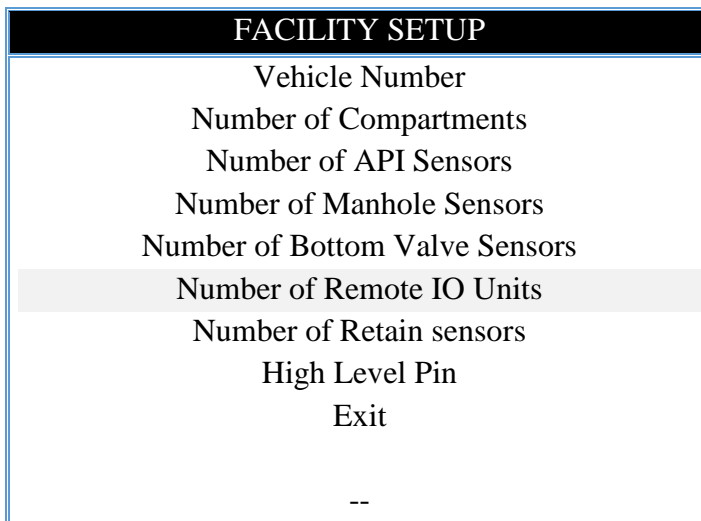 FACILITY SETUP
Vehicle Number
Number of Compartments
Number of API Sensors
Number of Manhole Sensors
Number of Bottom Valve Sensors
Number of Remote IO Units
Number of Retain sensors
High Level Pin
Exit
--